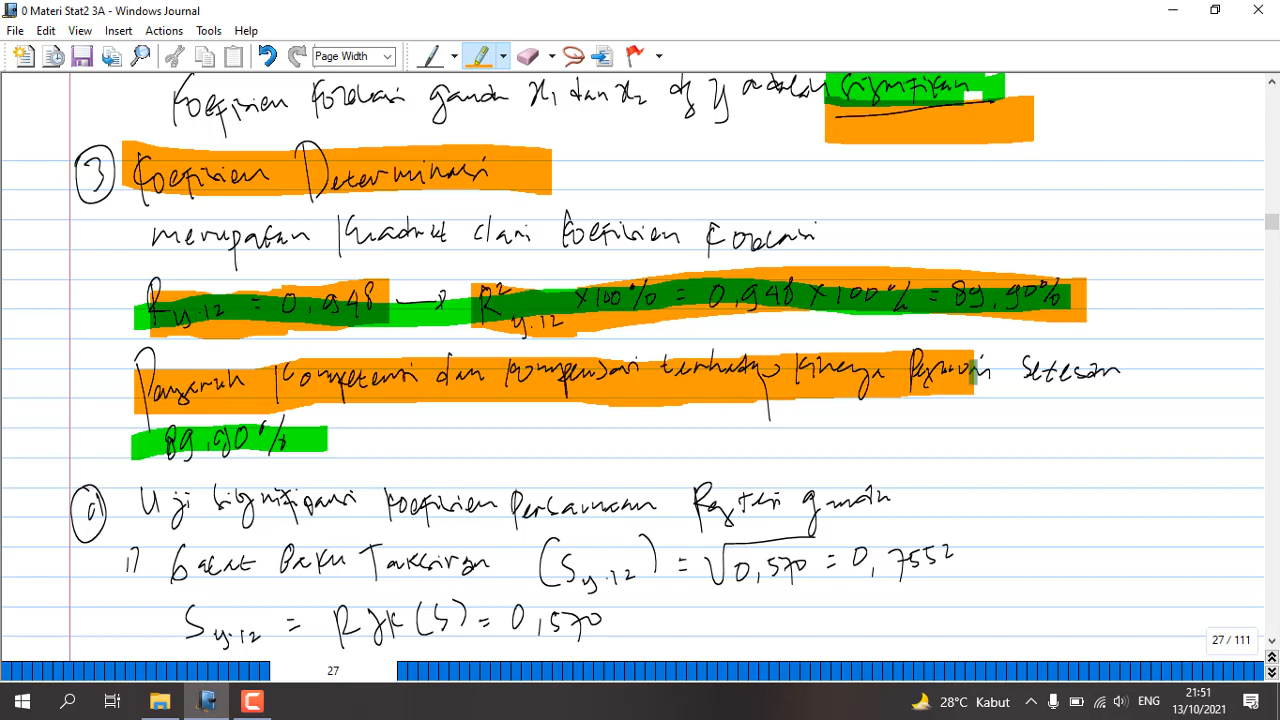 0 Materi Stat2 3A - Windows Journal
File Edit View Insert Actions Tools Help
Page Width
Koefisien Korelasi ganda x1 dan x2 dg y adalah signifikan
3 Koefisien Determinasi
merupakan Kuadrat dari Koefisien Korelasi
Ry.12 = 0,948 → R²y.12 × 100% = 0,948 × 100% = 89,90%
Pengaruh Kompetensi dan Kompensasi terhadap Kinerja Pegawai sebesar
89,90%
d Uji Signifikansi Koefisien Persamaan Regresi ganda
1) Galat Baku Taksiran (Sy.12) = √0,570 = 0,7552
Sy.12 = RJK(S) = 0,570
27 / 111
27
28°C Kabut ENG 21:51
13/10/2021